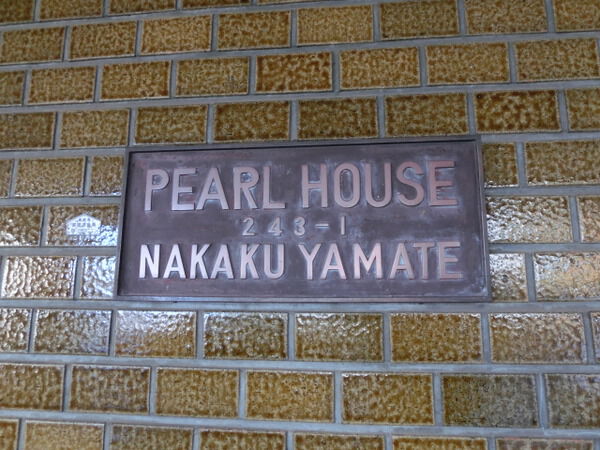 PEARL HOUSE
243-1
NAKAKU YAMATE